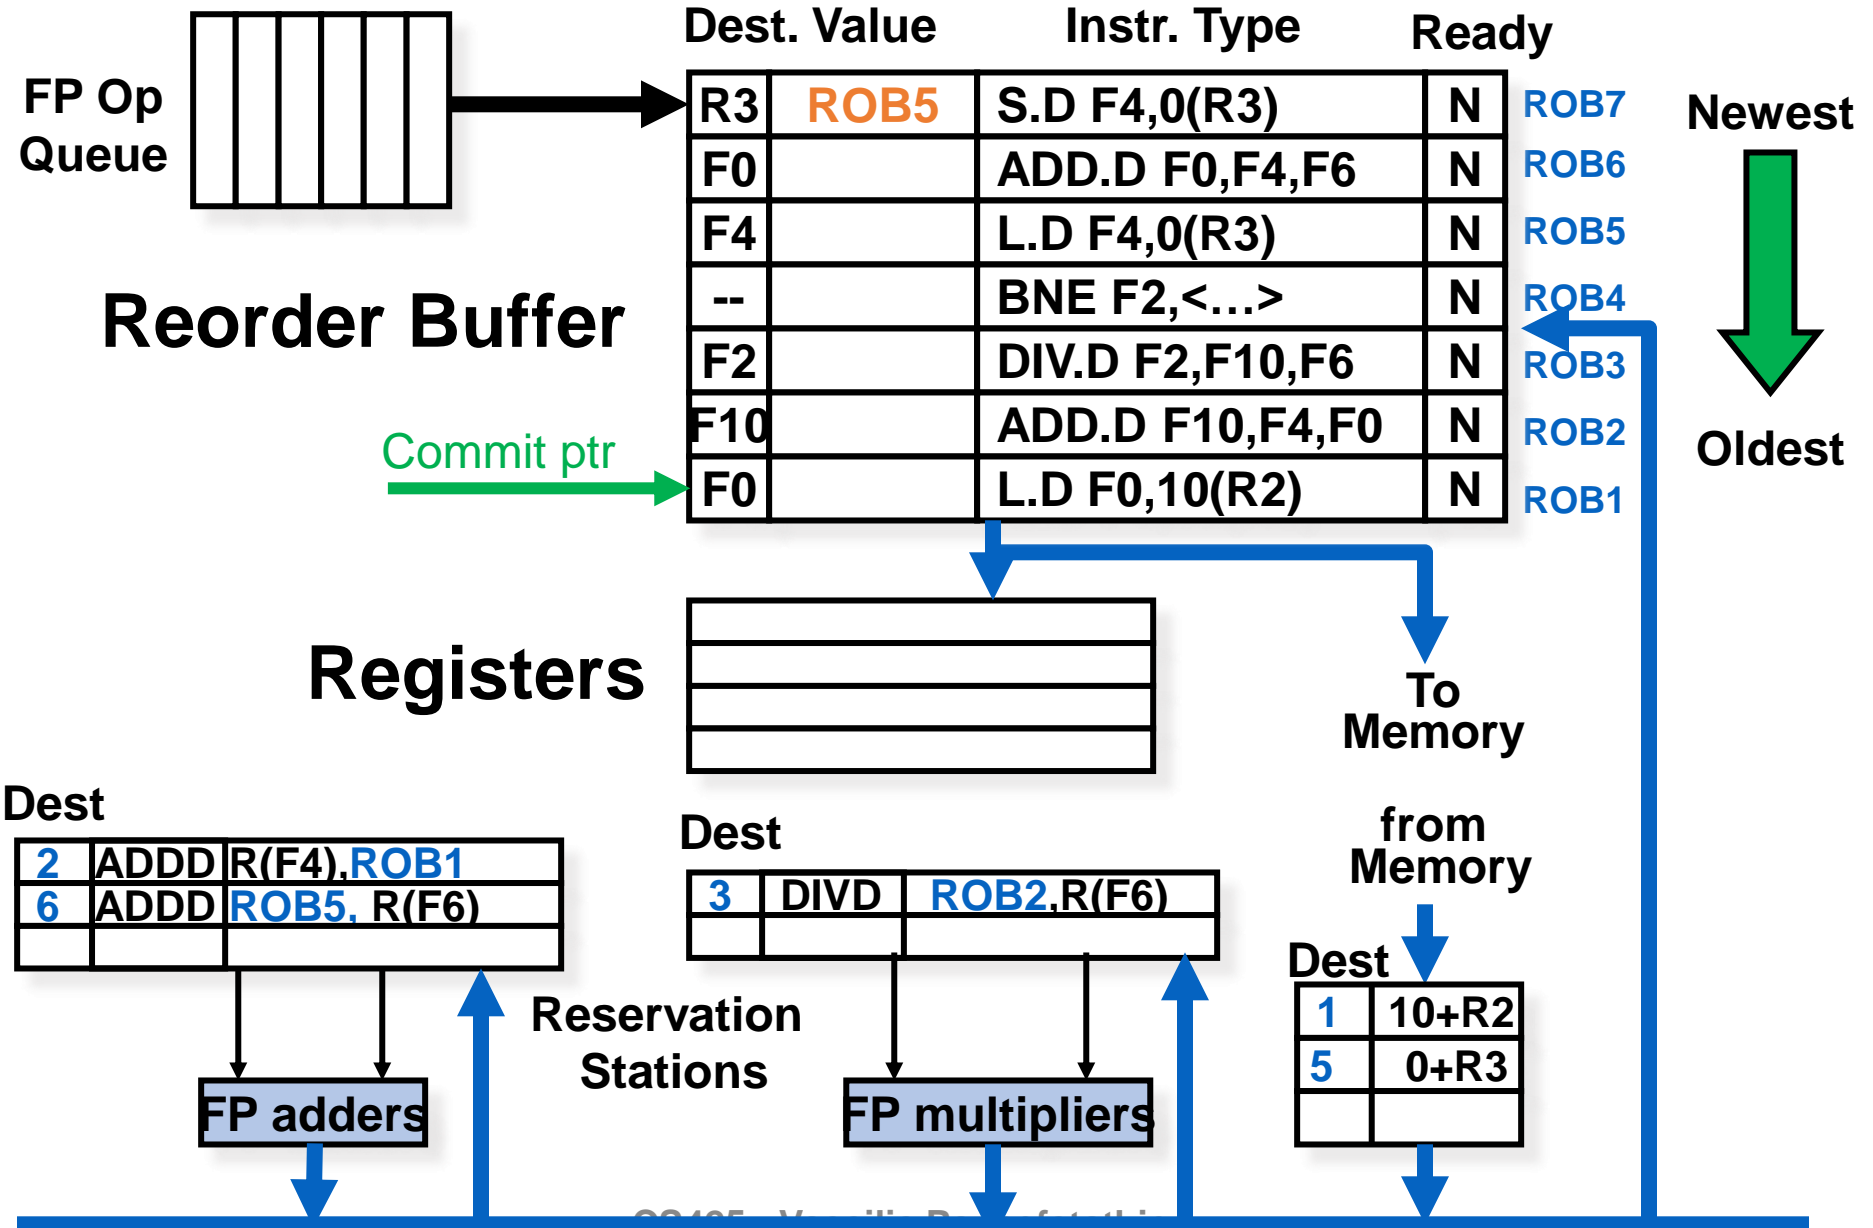 Dest. Value Instr. Type Ready
FP Op
Queue
R3 ROB5 S.D F4,0(R3) N ROB7
F0 ADD.D F0,F4,F6 N ROB6
F4 L.D F4,0(R3) N ROB5
-- BNE F2,<...> N ROB4
F2 DIV.D F2,F10,F6 N ROB3
F10 ADD.D F10,F4,F0 N ROB2
F0 L.D F0,10(R2) N ROB1
Newest
Oldest
Reorder Buffer
Commit ptr
Registers
To
Memory
Dest
2 ADDD R(F4),ROB1
6 ADDD ROB5, R(F6)
Dest
3 DIVD ROB2,R(F6)
from
Memory
Dest
1 10+R2
5 0+R3
Reservation
Stations
FP adders
FP multipliers